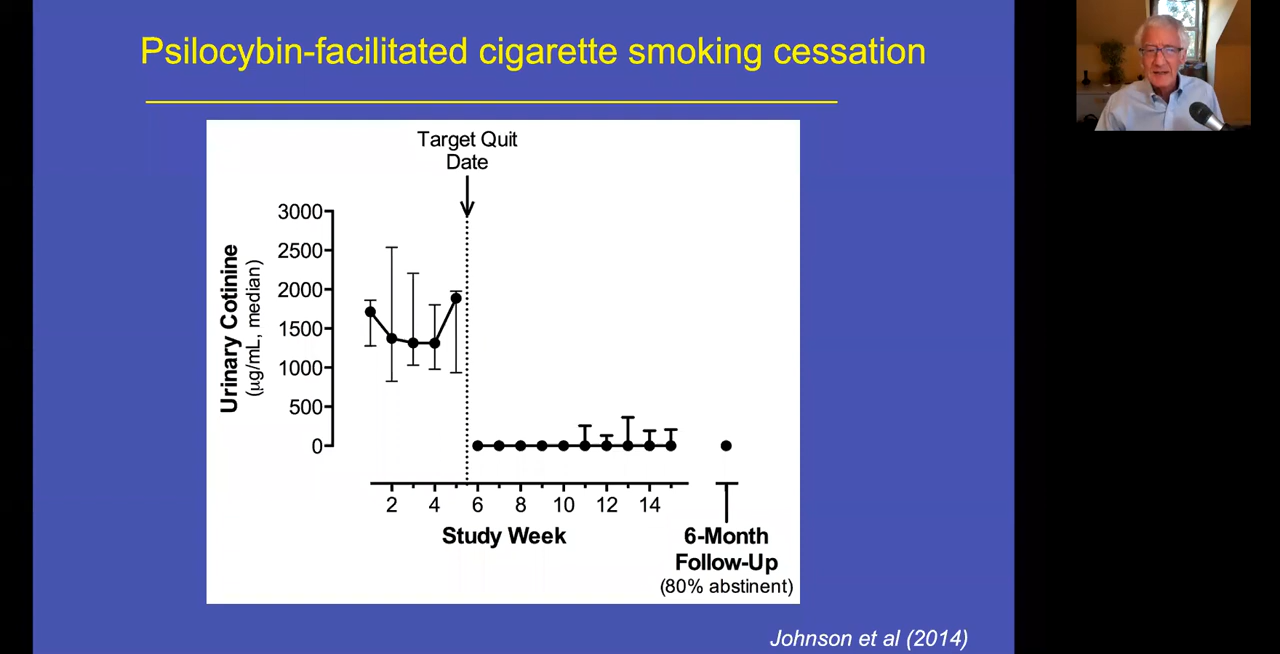 Psilocybin-facilitated cigarette smoking cessation
Target Quit
Date
3000
2500
2000
1500
1000
500
0
Urinary Cotinine
(µg/mL, median)
2 4 6 8 10 12 14
Study Week
6-Month
Follow-Up
(80% abstinent)
Johnson et al (2014)